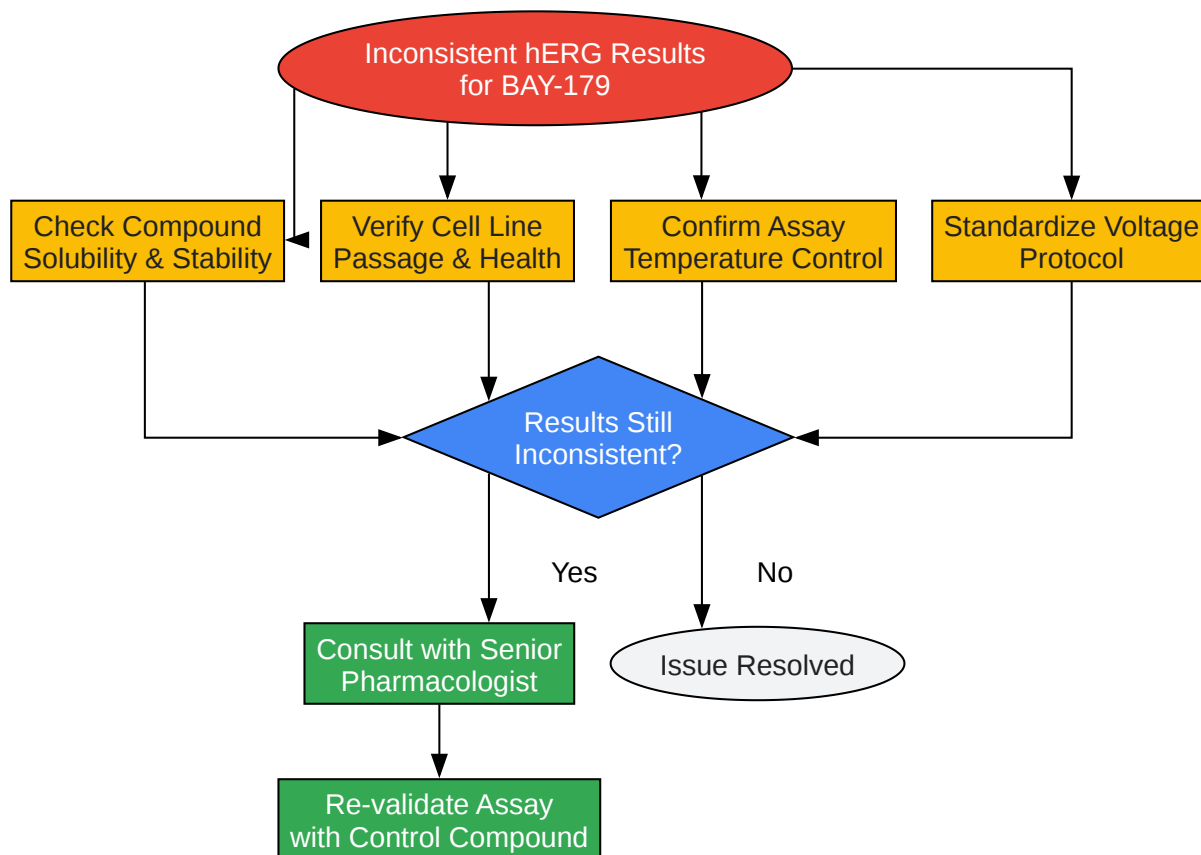 Inconsistent hERG Results
for BAY-179
Check Compound
Solubility & Stability
Verify Cell Line
Passage & Health
Confirm Assay
Temperature Control
Standardize Voltage
Protocol
Results Still
Inconsistent?
Yes
No
Consult with Senior
Pharmacologist
Issue Resolved
Re-validate Assay
with Control Compound